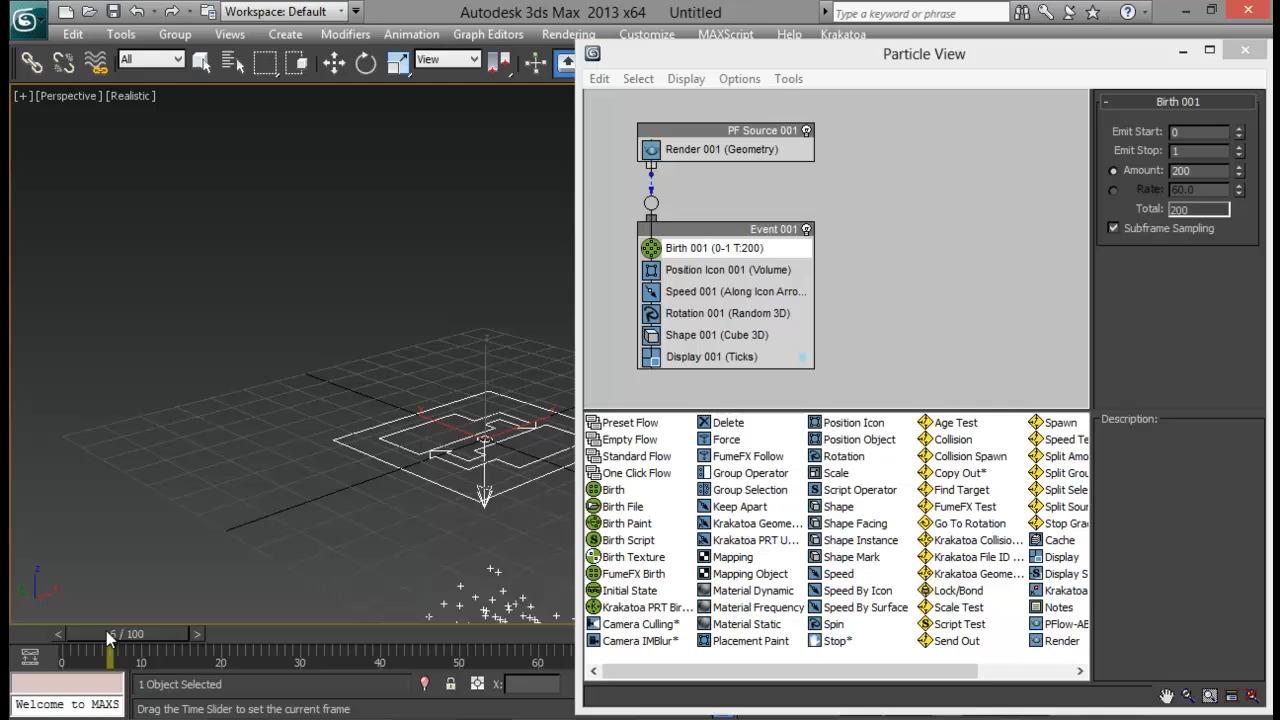 Workspace: Default
Autodesk 3ds Max 2013 x64
Untitled
Type a keyword or phrase
Edit
Tools
Group
Views
Create
Modifiers
Animation
Graph Editors
Rendering
Customize
MAXScript
Help
Krakatoa
All
View
[+] [Perspective] [Realistic]
Particle View
Edit
Select
Display
Options
Tools
PF Source 001
Render 001 (Geometry)
Event 001
Birth 001 (0-1 T:200)
Position Icon 001 (Volume)
Speed 001 (Along Icon Arro...
Rotation 001 (Random 3D)
Shape 001 (Cube 3D)
Display 001 (Ticks)
- Birth 001
Emit Start: 0
Emit Stop: 1
Amount: 200
Rate: 60.0
Total: 200
Subframe Sampling
Preset Flow
Empty Flow
Standard Flow
One Click Flow
Birth
Birth File
Birth Paint
Birth Script
Birth Texture
FumeFX Birth
Initial State
Krakatoa PRT Bir...
Camera Culling*
Camera IMBlur*
Delete
Force
FumeFX Follow
Group Operator
Group Selection
Keep Apart
Krakatoa Geome...
Krakatoa PRT U...
Mapping
Mapping Object
Material Dynamic
Material Frequency
Material Static
Placement Paint
Position Icon
Position Object
Rotation
Scale
Script Operator
Shape
Shape Facing
Shape Instance
Shape Mark
Speed
Speed By Icon
Speed By Surface
Spin
Stop*
Age Test
Collision
Collision Spawn
Copy Out*
Find Target
FumeFX Test
Go To Rotation
Krakatoa Collisio...
Krakatoa File ID ...
Krakatoa Geome...
Lock/Bond
Scale Test
Script Test
Send Out
Spawn
Speed Te
Split Amo
Split Grou
Split Sele
Split Sour
Stop Grad
Cache
Display
Display S
Krakatoa
Notes
PFlow-AB
Render
Description:
< / 100 >
0 10 20 30 40 50 60
Welcome to MAXS
1 Object Selected
X:
Drag the Time Slider to set the current frame